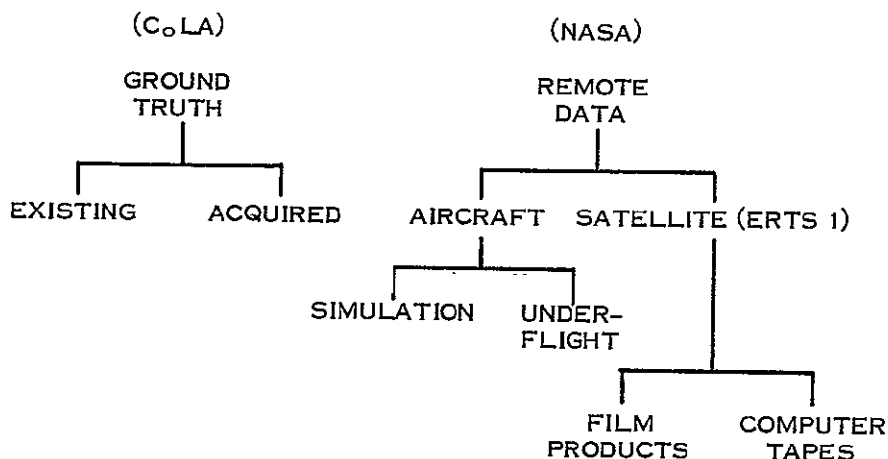 (CoLA)
(NASA)
GROUND
TRUTH
REMOTE
DATA
EXISTING
ACQUIRED
AIRCRAFT
SATELLITE (ERTS 1)
SIMULATION
UNDER-
FLIGHT
FILM
PRODUCTS
COMPUTER
TAPES